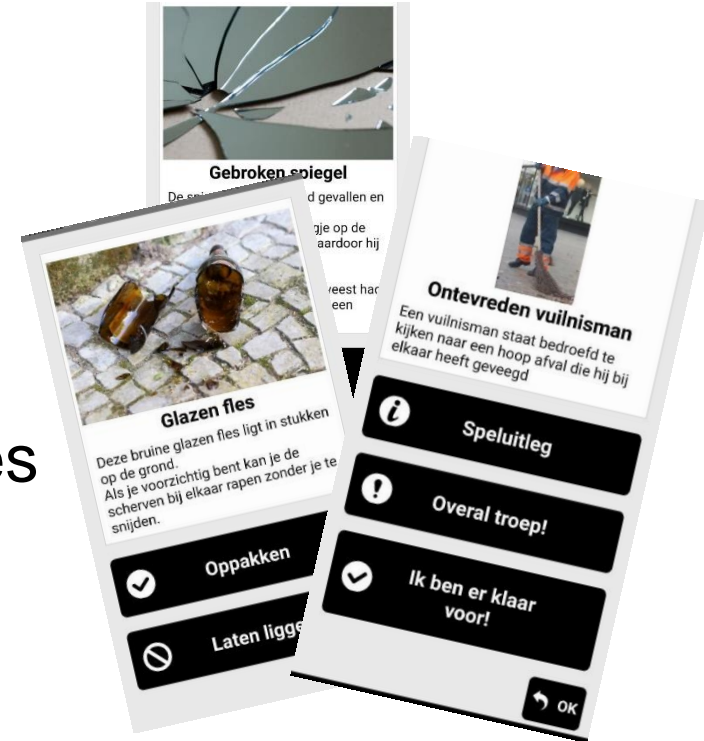 Gebroken spiegel
De d gevallen en
gje op de
aardoor hij
weest had
een
es
Glazen fles
Deze bruine glazen fles ligt in stukken
op de grond.
Als je voorzichtig bent kan je de
scherven bij elkaar rapen zonder je te
snijden.
Oppakken
Laten ligge
Ontevreden vuilnisman
Een vuilnisman staat bedroefd te
kijken naar een hoop afval die hij bij
elkaar heeft geveegd
Speluitleg
Overal troep!
Ik ben er klaar
voor!
OK